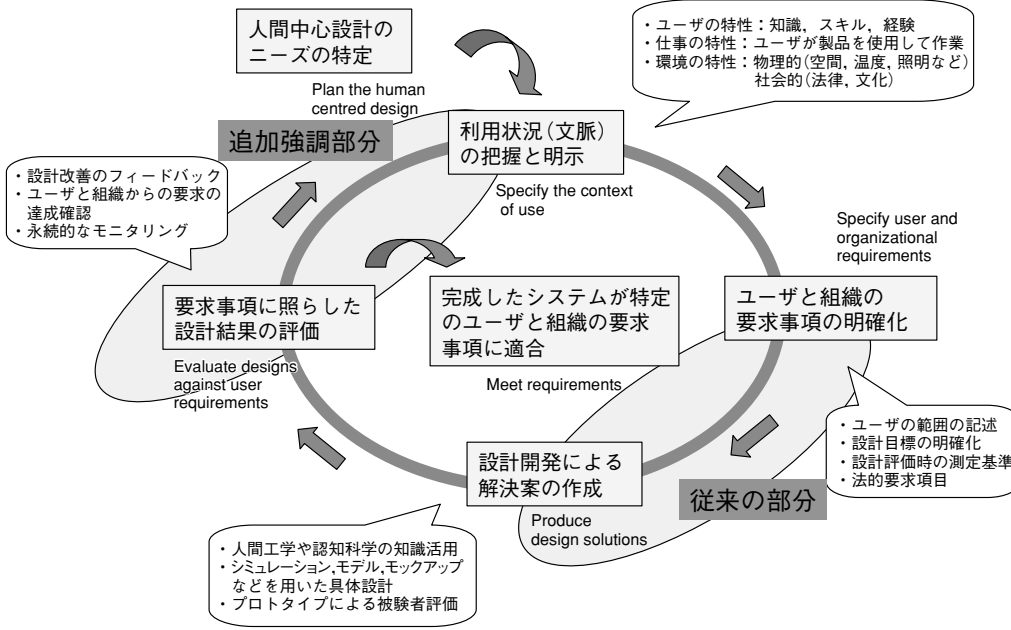 人間中心設計の
ニーズの特定
Plan the human
centred design
・ユーザの特性：知識，スキル，経験
・仕事の特性：ユーザが製品を使用して作業
・環境の特性：物理的（空間，温度，照明など）
社会的（法律，文化）
追加強調部分
利用状況（文脈）
の把握と明示
Specify the context
of use
・設計改善のフィードバック
・ユーザと組織からの要求の
達成確認
・永続的なモニタリング
Specify user and
organizational
requirements
要求事項に照らした
設計結果の評価
Evaluate designs
against user
requirements
完成したシステムが特定
のユーザと組織の要求
事項に適合
Meet requirements
ユーザと組織の
要求事項の明確化
・ユーザの範囲の記述
・設計目標の明確化
・設計評価時の測定基準
・法的要求項目
設計開発による
解決案の作成
Produce
design solutions
従来の部分
・人間工学や認知科学の知識活用
・シミュレーション,モデル,モックアップ
などを用いた具体設計
・プロトタイプによる被験者評価